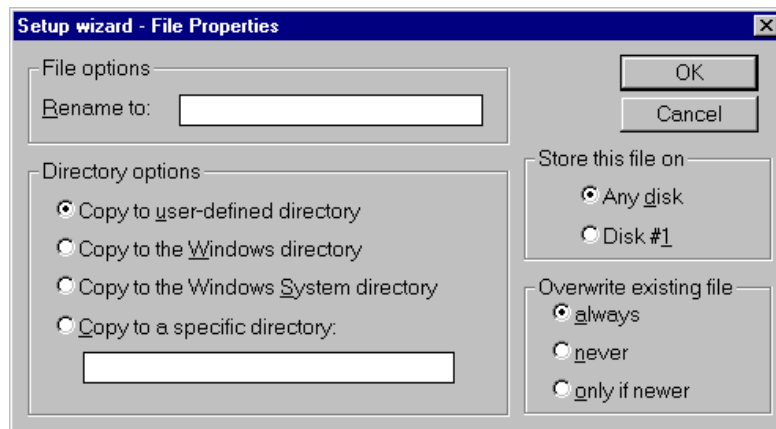 Setup wizard - File Properties
File options
Rename to:
OK
Cancel
Directory options
Copy to user-defined directory
Copy to the Windows directory
Copy to the Windows System directory
Copy to a specific directory:
Store this file on
Any disk
Disk #1
Overwrite existing file
always
never
only if newer